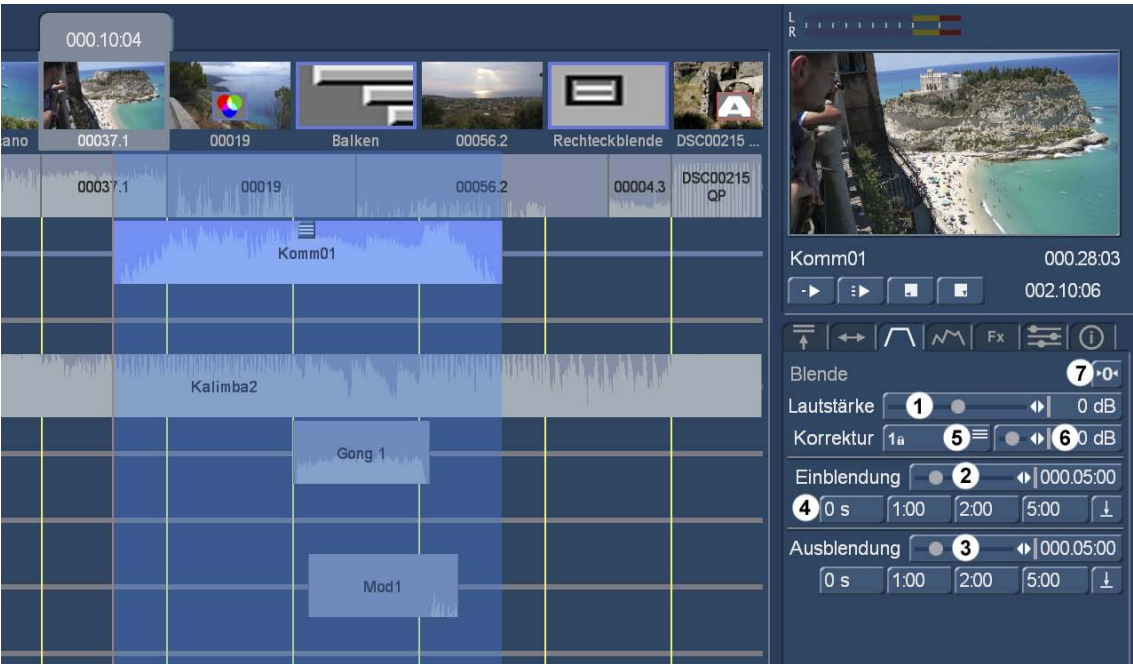 000.10:04
L
R
ano 00037.1 00019 Balken 00056.2 Rechteckblende DSC00215 ...
00037.1 00019 00056.2 00004.3 DSC00215 QP
Komm01
Kalimba2
Gong 1
Mod1
A
Komm01 000.28:03
002.10:06
Fx
Blende 7 0
Lautstärke 1 0 dB
Korrektur 1 5 6 0 dB
Einblendung 2 000.05:00
4 0 s 1:00 2:00 5:00
Ausblendung 3 000.05:00
0 s 1:00 2:00 5:00